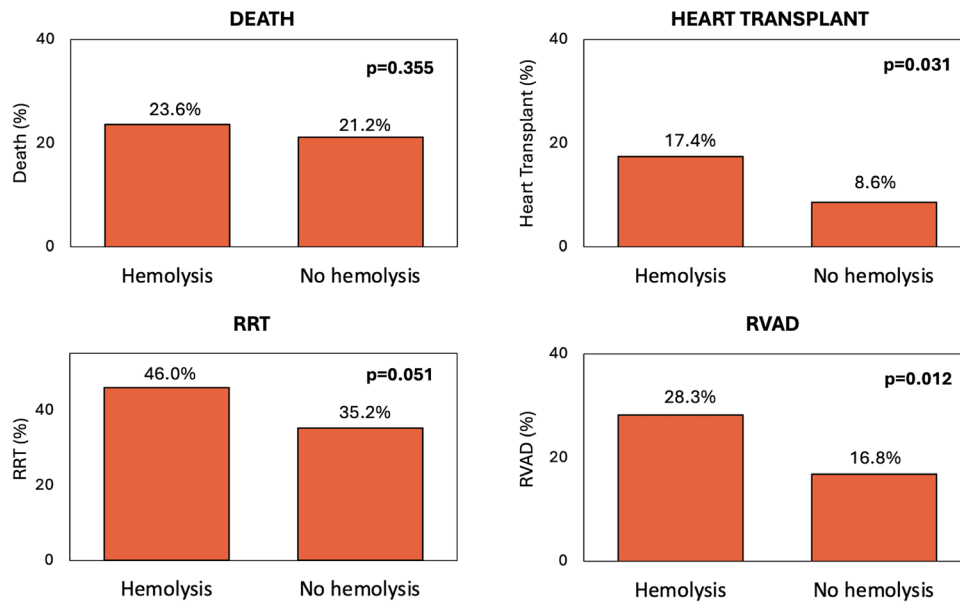 DEATH
40
p=0.355
23.6%
21.2%
Death (%)
20
0
Hemolysis
No hemolysis
HEART TRANSPLANT
40
p=0.031
17.4%
8.6%
Heart Transplant (%)
20
0
Hemolysis
No hemolysis
RRT
p=0.051
46.0%
35.2%
40
RRT (%)
20
0
Hemolysis
No hemolysis
RVAD
40
p=0.012
28.3%
16.8%
RVAD (%)
20
0
Hemolysis
No hemolysis